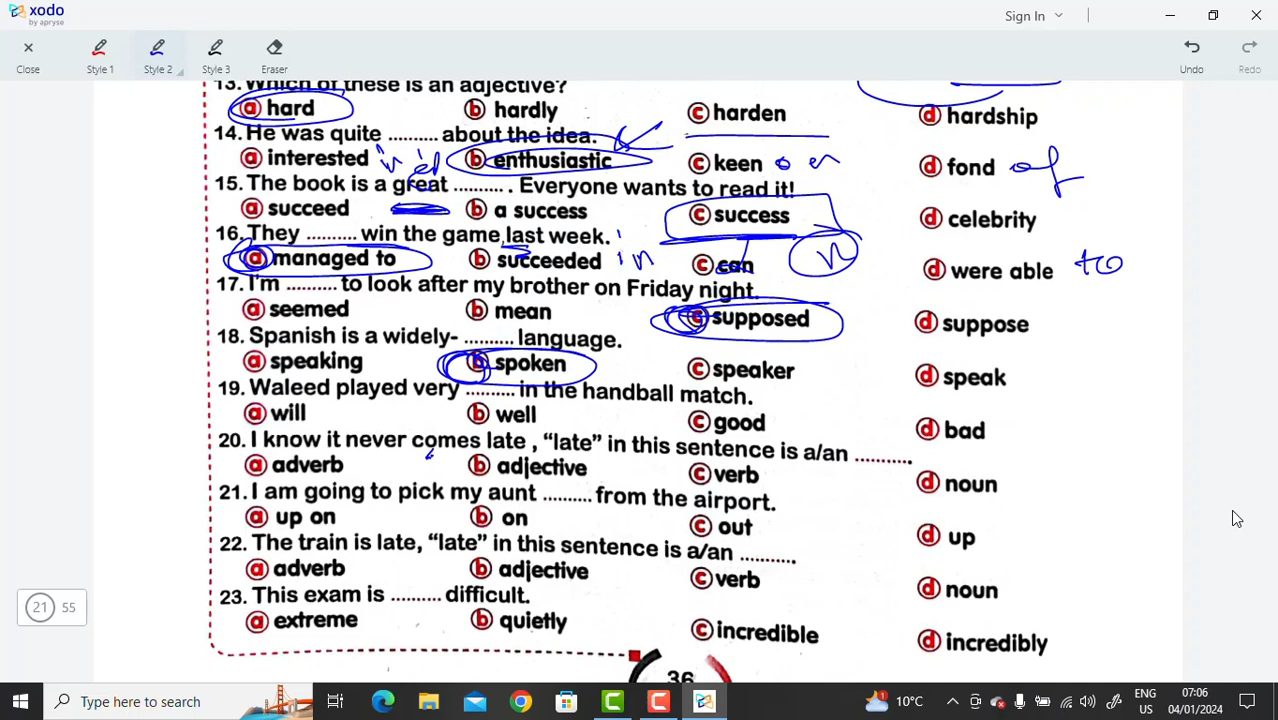 xodo
by apryse
Sign In
Close
Style 1
Style 2
Style 3
Eraser
Undo
Redo
13. Which of these is an adjective?
a hard b hardly c harden d hardship
14. He was quite .......... about the idea.
a interested in b enthusiastic c keen on d fond of
15. The book is a great .......... . Everyone wants to read it!
a succeed b a success c success d celebrity
16. They .......... win the game last week.
a managed to b succeeded in c can d were able to
17. I'm .......... to look after my brother on Friday night.
a seemed b mean c supposed d suppose
18. Spanish is a widely- .......... language.
a speaking b spoken c speaker d speak
19. Waleed played very .......... in the handball match.
a will b well c good d bad
20. I know it never comes late , “late” in this sentence is a/an ..........
a adverb b adjective c verb d noun
21. I am going to pick my aunt .......... from the airport.
a up on b on c out d up
22. The train is late, “late” in this sentence is a/an ..........
a adverb b adjective c verb d noun
23. This exam is .......... difficult.
a extreme b quietly c incredible d incredibly
36
21 55
Type here to search
1
10°C
ENG
07:06
04/01/2024